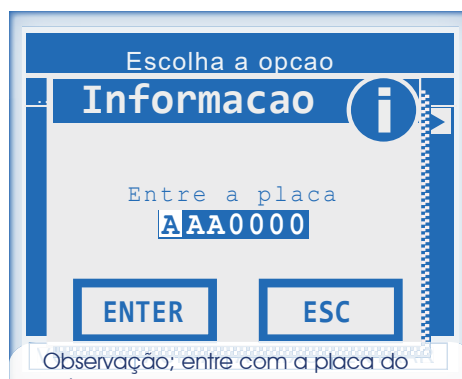 Escolha a opcao
Informacao
i
Entre a placa
AAA0000
ENTER
ESC
Observação; entre com a placa do